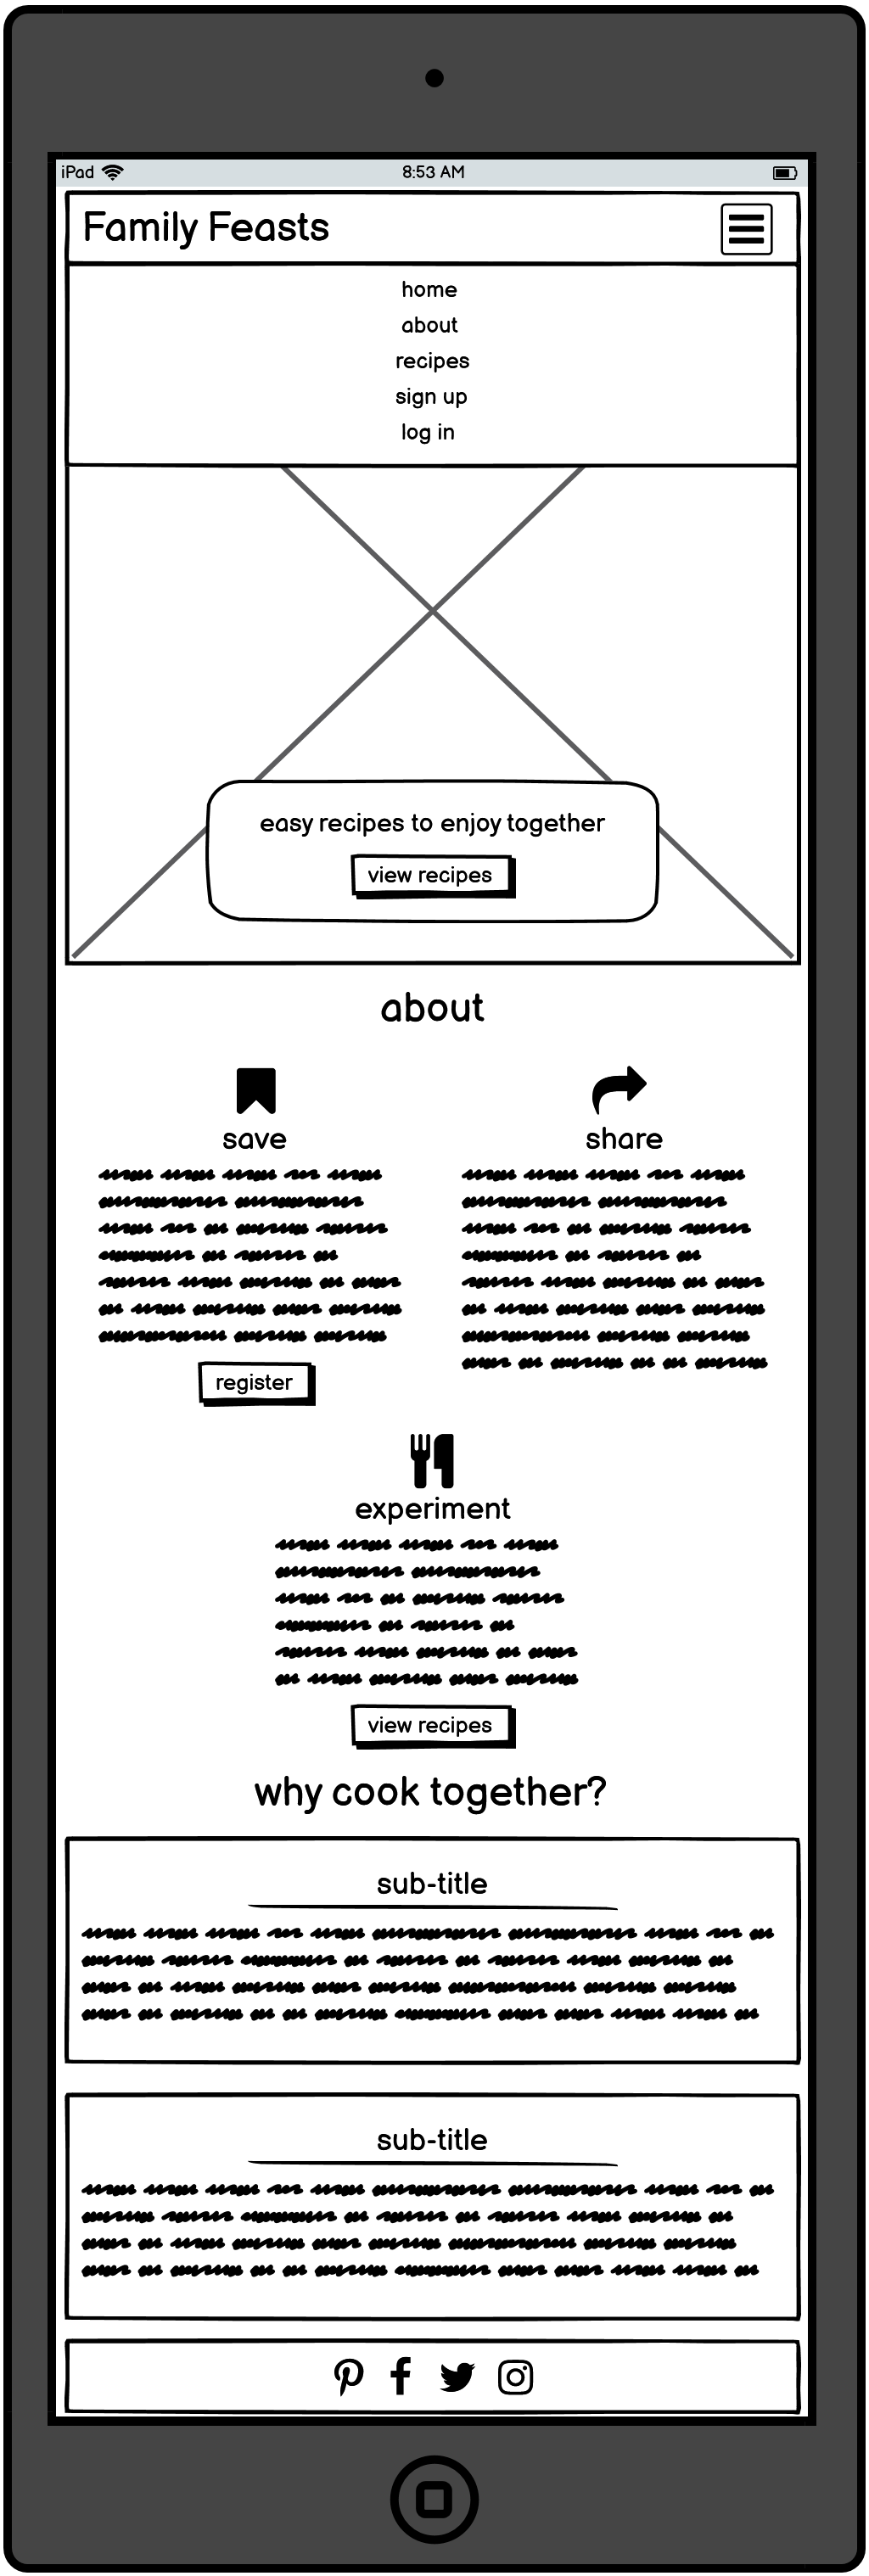 iPad 8:53 AM
Family Feasts
home
about
recipes
sign up
log in
easy recipes to enjoy together
view recipes
about
save
share
register
experiment
view recipes
why cook together?
sub-title
sub-title